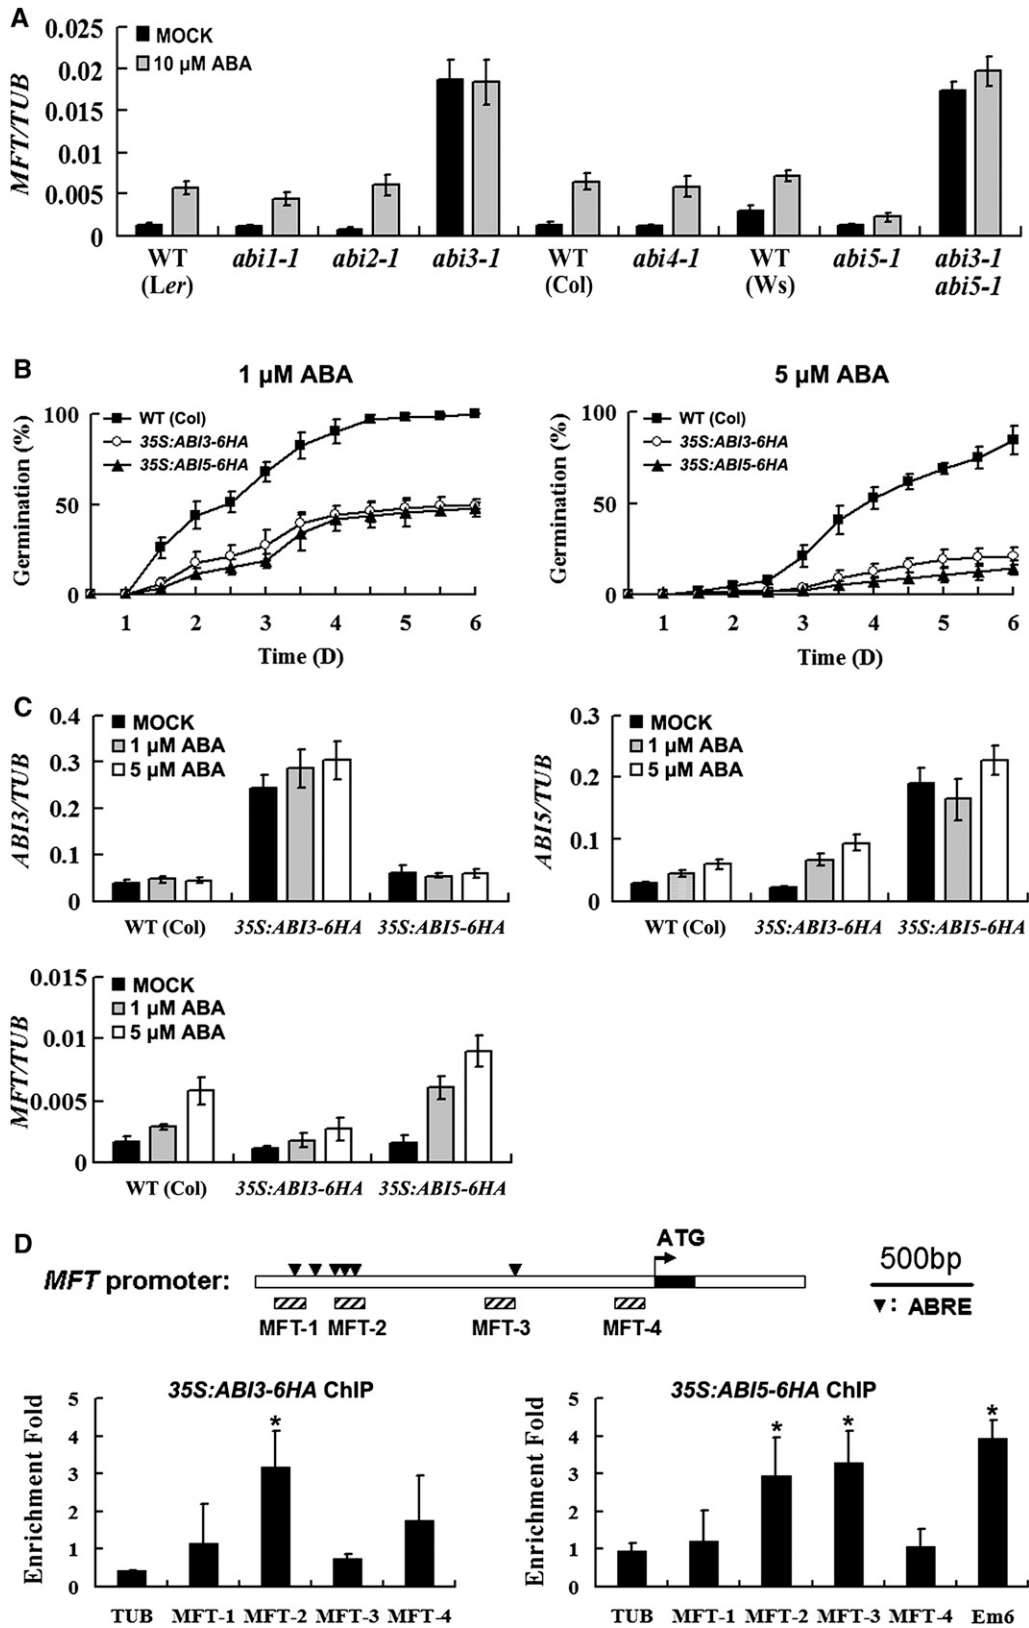 A
MFT/TUB
0.025
0.02
0.015
0.01
0.005
0
MOCK
10 µM ABA
WT (Ler)
abi1-1
abi2-1
abi3-1
WT (Col)
abi4-1
WT (Ws)
abi5-1
abi3-1 abi5-1
B
1 µM ABA
Germination (%)
100
50
0
WT (Col)
35S:ABI3-6HA
35S:ABI5-6HA
1 2 3 4 5 6
Time (D)
5 µM ABA
Germination (%)
100
50
0
WT (Col)
35S:ABI3-6HA
35S:ABI5-6HA
1 2 3 4 5 6
Time (D)
C
ABI3/TUB
0.4
0.3
0.2
0.1
0
MOCK
1 µM ABA
5 µM ABA
WT (Col) 35S:ABI3-6HA 35S:ABI5-6HA
ABI5/TUB
0.3
0.2
0.1
0
MOCK
1 µM ABA
5 µM ABA
WT (Col) 35S:ABI3-6HA 35S:ABI5-6HA
MFT/TUB
0.015
0.01
0.005
0
MOCK
1 µM ABA
5 µM ABA
WT (Col) 35S:ABI3-6HA 35S:ABI5-6HA
D
MFT promoter:
ATG
500bp
▼: ABRE
MFT-1 MFT-2 MFT-3 MFT-4
35S:ABI3-6HA ChIP
Enrichment Fold
5
4
3
2
1
0
*
TUB MFT-1 MFT-2 MFT-3 MFT-4
35S:ABI5-6HA ChIP
Enrichment Fold
5
4
3
2
1
0
* * *
TUB MFT-1 MFT-2 MFT-3 MFT-4 Em6